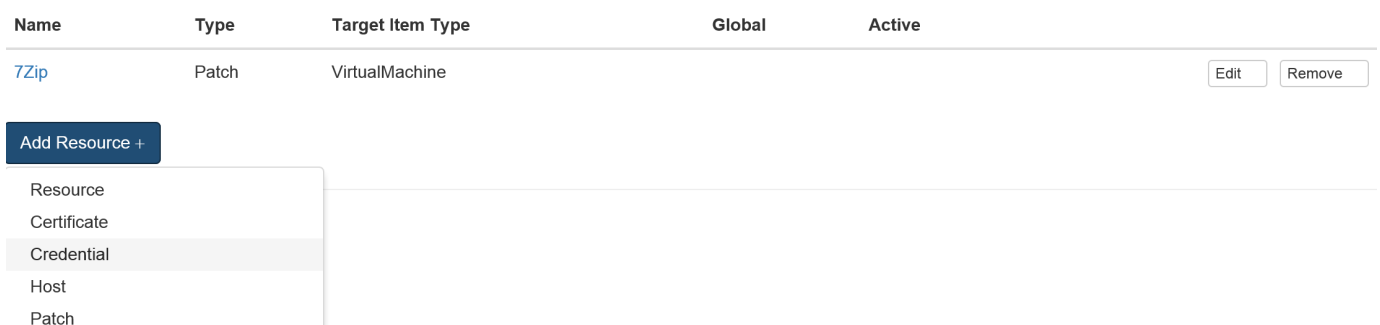 Name Type Target Item Type Global Active
7Zip Patch VirtualMachine Edit Remove
Add Resource +
Resource
Certificate
Credential
Host
Patch